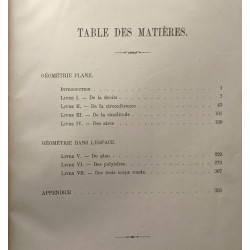 TABLE DES MATIÈRES.
GÉOMÉTRIE PLANE.
INTRODUCTION 1
LIVRE I. — De la droite
LIVRE II. — De la circonférence
LIVRE III. — De la similitude
LIVRE IV. — Des aires
GÉOMÉTRIE DANS L'ESPACE.
LIVRE V. — Du plan
LIVRE VI. — Des polyèdres
LIVRE VII. — Des trois corps ronds
APPENDICE